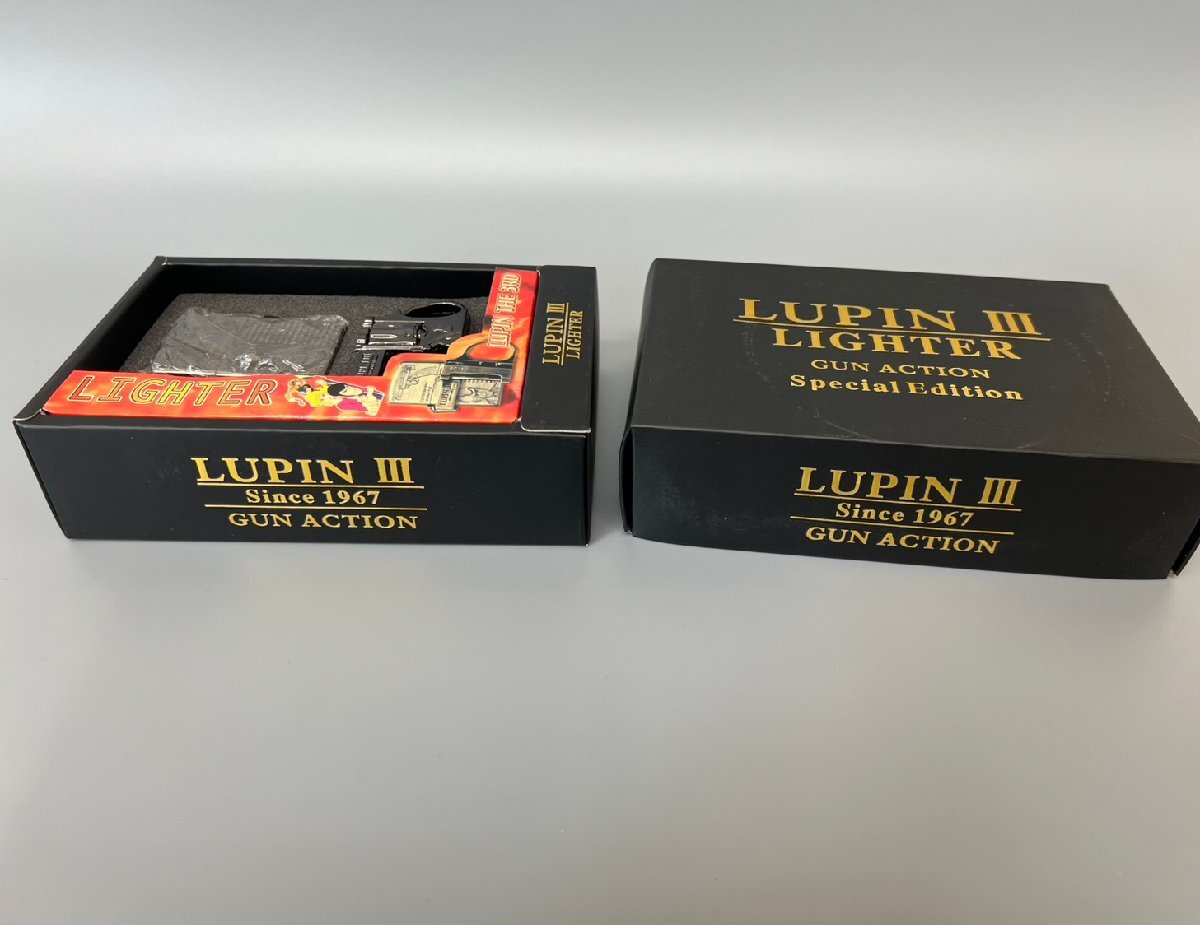 LIGHTER
LUPIN THE 3RD
LUPIN III
LIGHTER
LUPIN III
Since 1967
GUN ACTION
LUPIN III
LIGHTER
GUN ACTION
Special Edition
LUPIN III
Since 1967
GUN ACTION